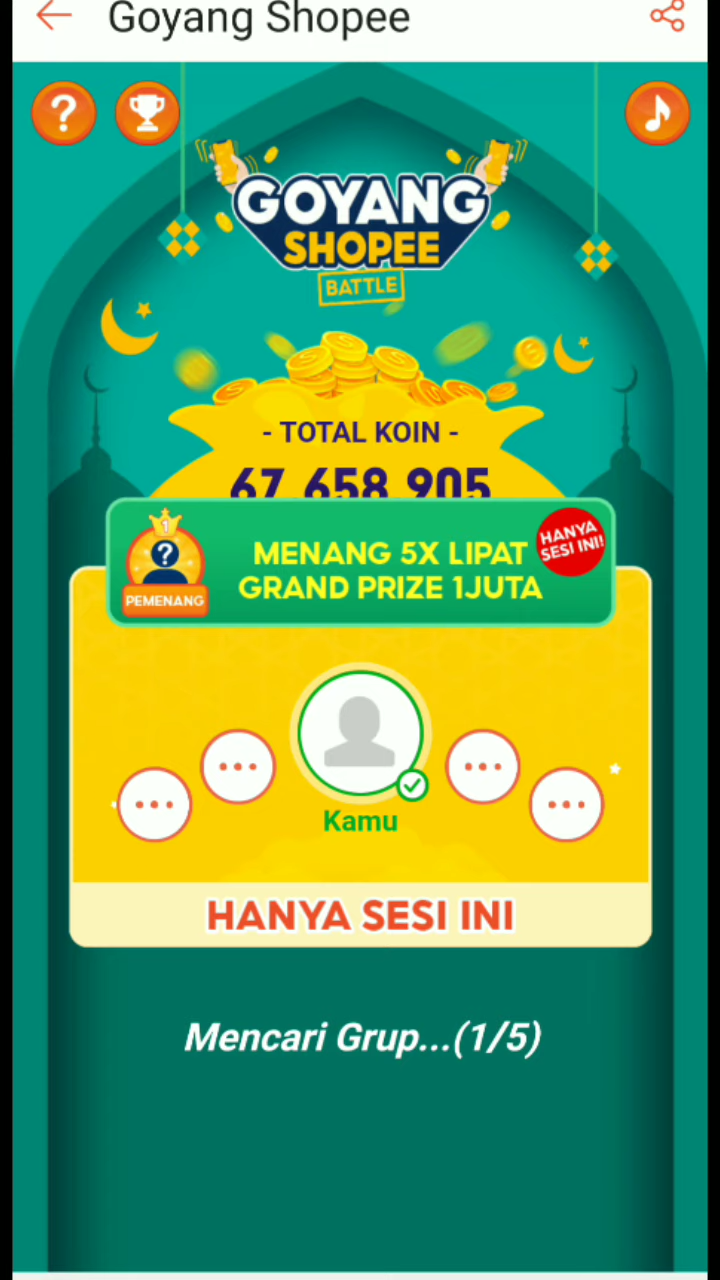 Goyang Shopee
?
GOYANG
SHOPEE
BATTLE
- TOTAL KOIN -
67.658.905
1
?
PEMENANG
MENANG 5X LIPAT
GRAND PRIZE 1JUTA
HANYA
SESI INI!
Kamu
HANYA SESI INI
Mencari Grup...(1/5)